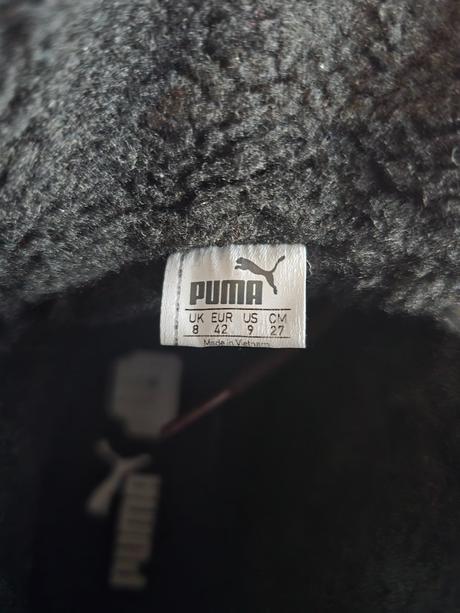 PUMA
UK EUR US CM
8 42 9 27
Made in Vietnam
PUMA